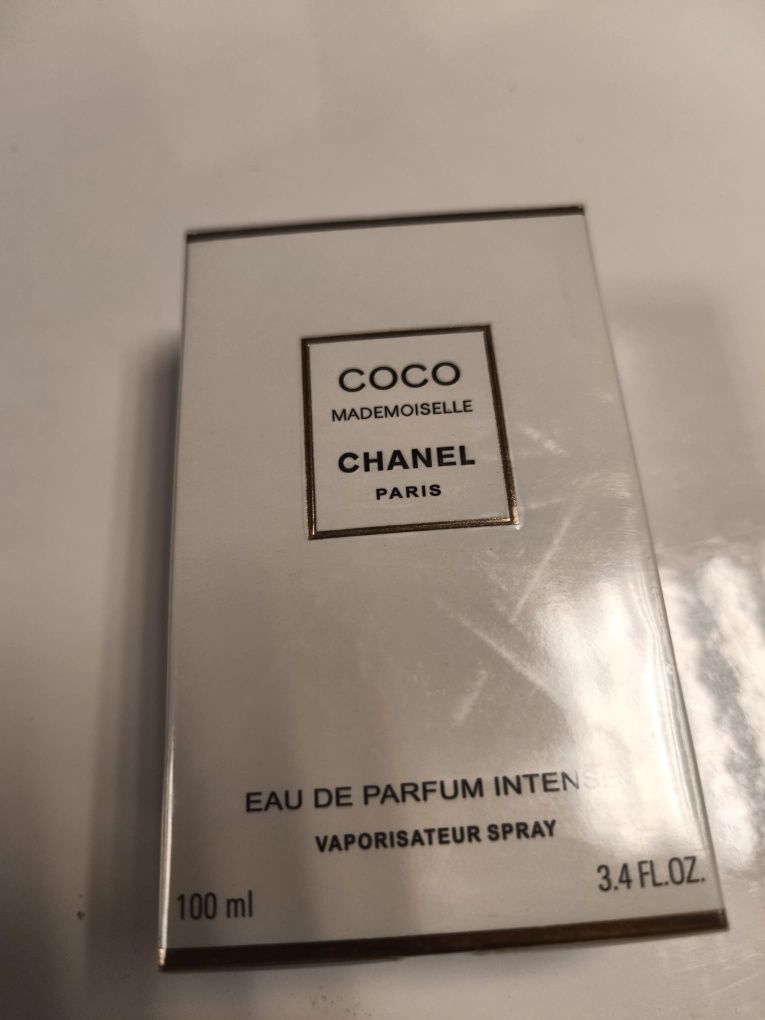 COCO
MADEMOISELLE
CHANEL
PARIS
EAU DE PARFUM INTENSE
VAPORISATEUR SPRAY
100 ml
3.4 FL.OZ.